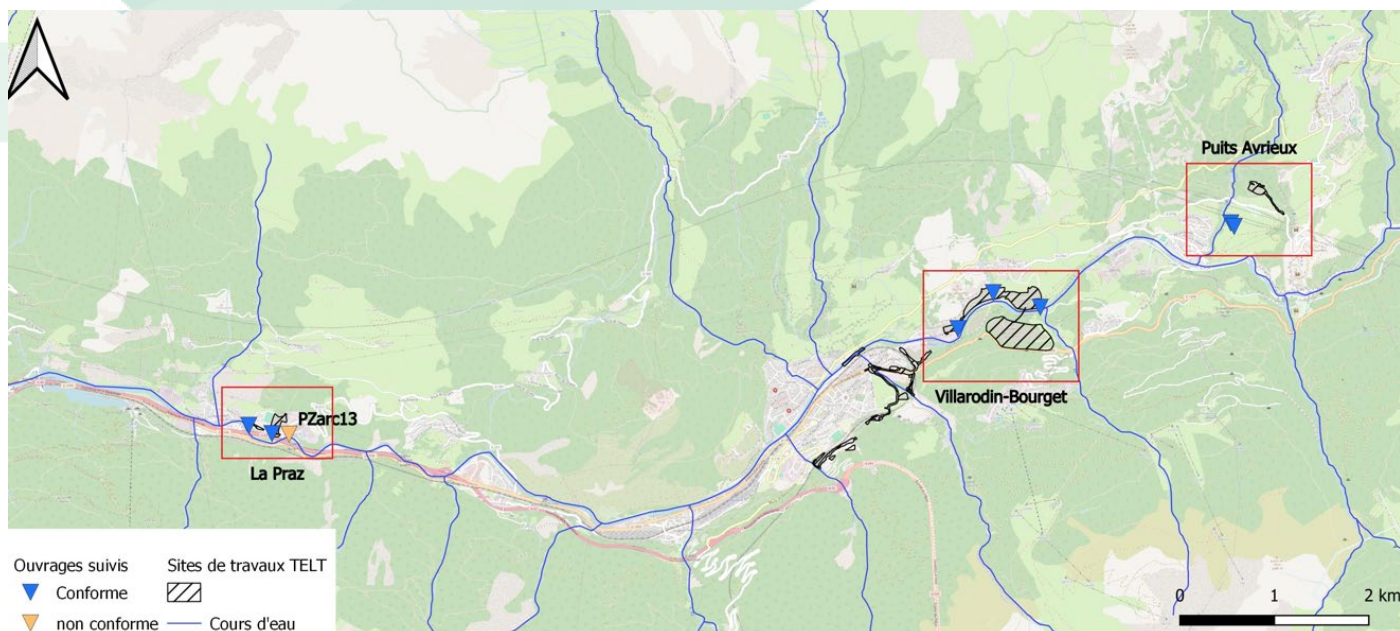 Puits Avrieux
Villarodin-Bourget
PZarc13
La Praz
Ouvrages suivis
Sites de travaux TELT
Conforme
non conforme
Cours d'eau
0 1 2 km